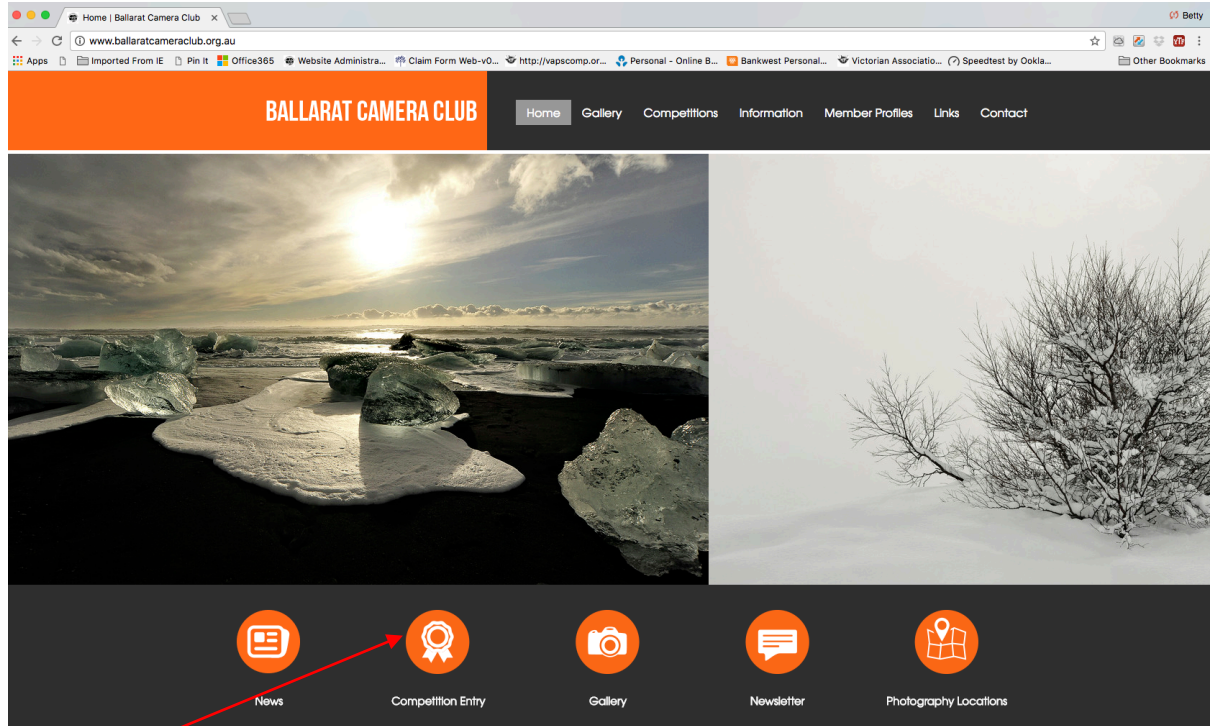 Home | Ballarat Camera Club
Betty
www.ballaratcameraclub.org.au
Apps Imported From IE Pin It Office365 Website Administra... Claim Form Web-v0... http://vapscomp.or... Personal - Online B... Bankwest Personal... Victorian Associatio... Speedtest by Ookla... Other Bookmarks
BALLARAT CAMERA CLUB Home Gallery Competitions Information Member Profiles Links Contact
News Competition Entry Gallery Newsletter Photography Locations